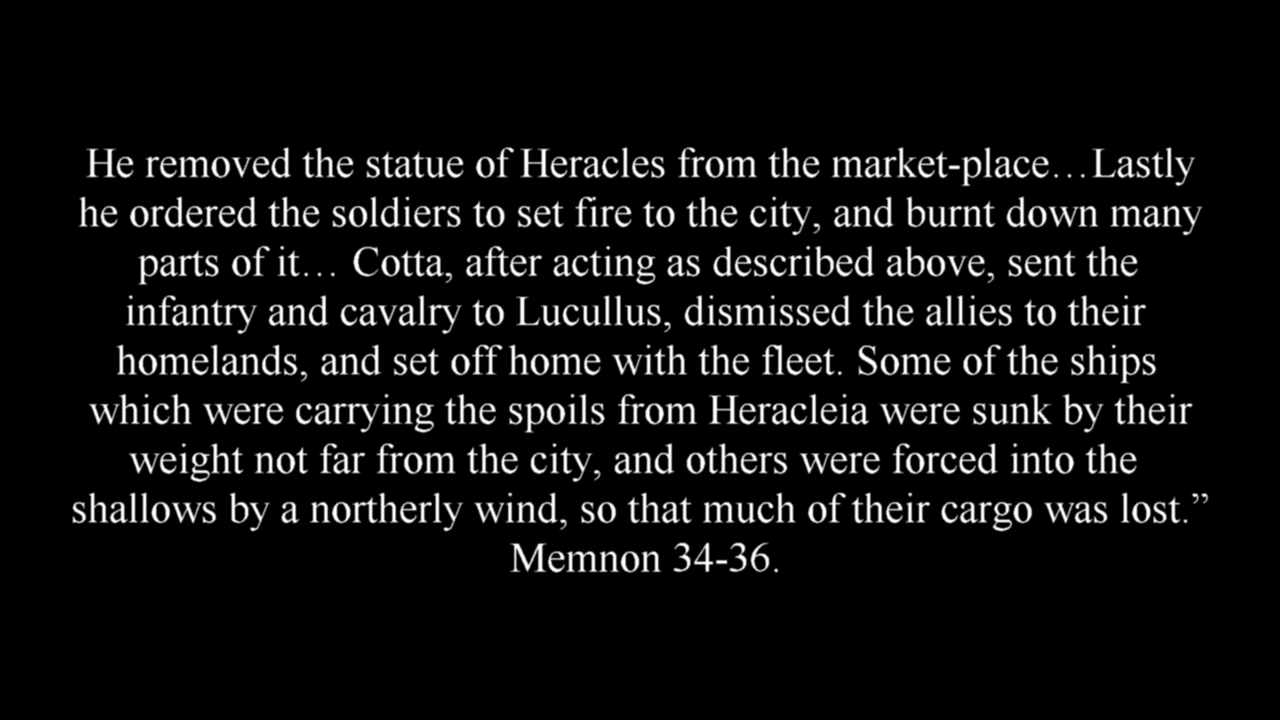 He removed the statue of Heracles from the market-place…Lastly
he ordered the soldiers to set fire to the city, and burnt down many
parts of it… Cotta, after acting as described above, sent the
infantry and cavalry to Lucullus, dismissed the allies to their
homelands, and set off home with the fleet. Some of the ships
which were carrying the spoils from Heracleia were sunk by their
weight not far from the city, and others were forced into the
shallows by a northerly wind, so that much of their cargo was lost.”
Memnon 34-36.